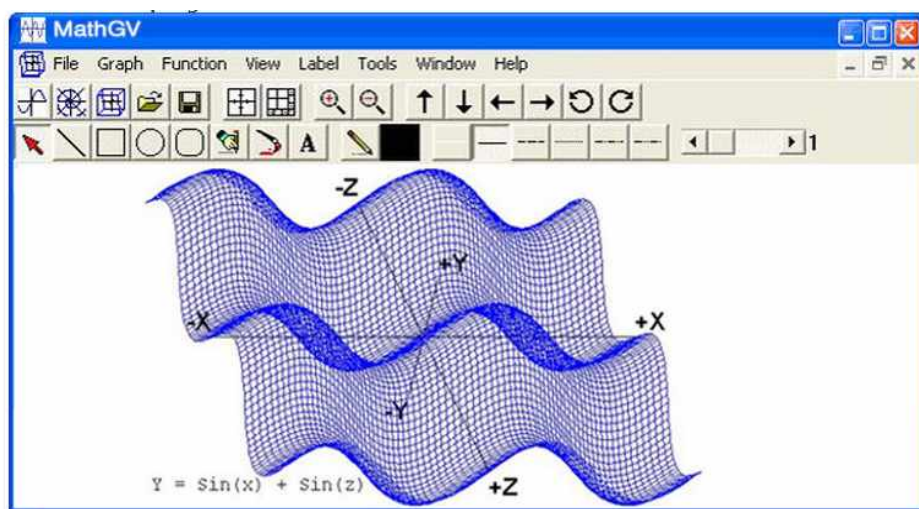 MathGV
File Graph Function View Label Tools Window Help
A 1
-Z
+Y
-X +X
-Y
Y = Sin(x) + Sin(z)
+Z